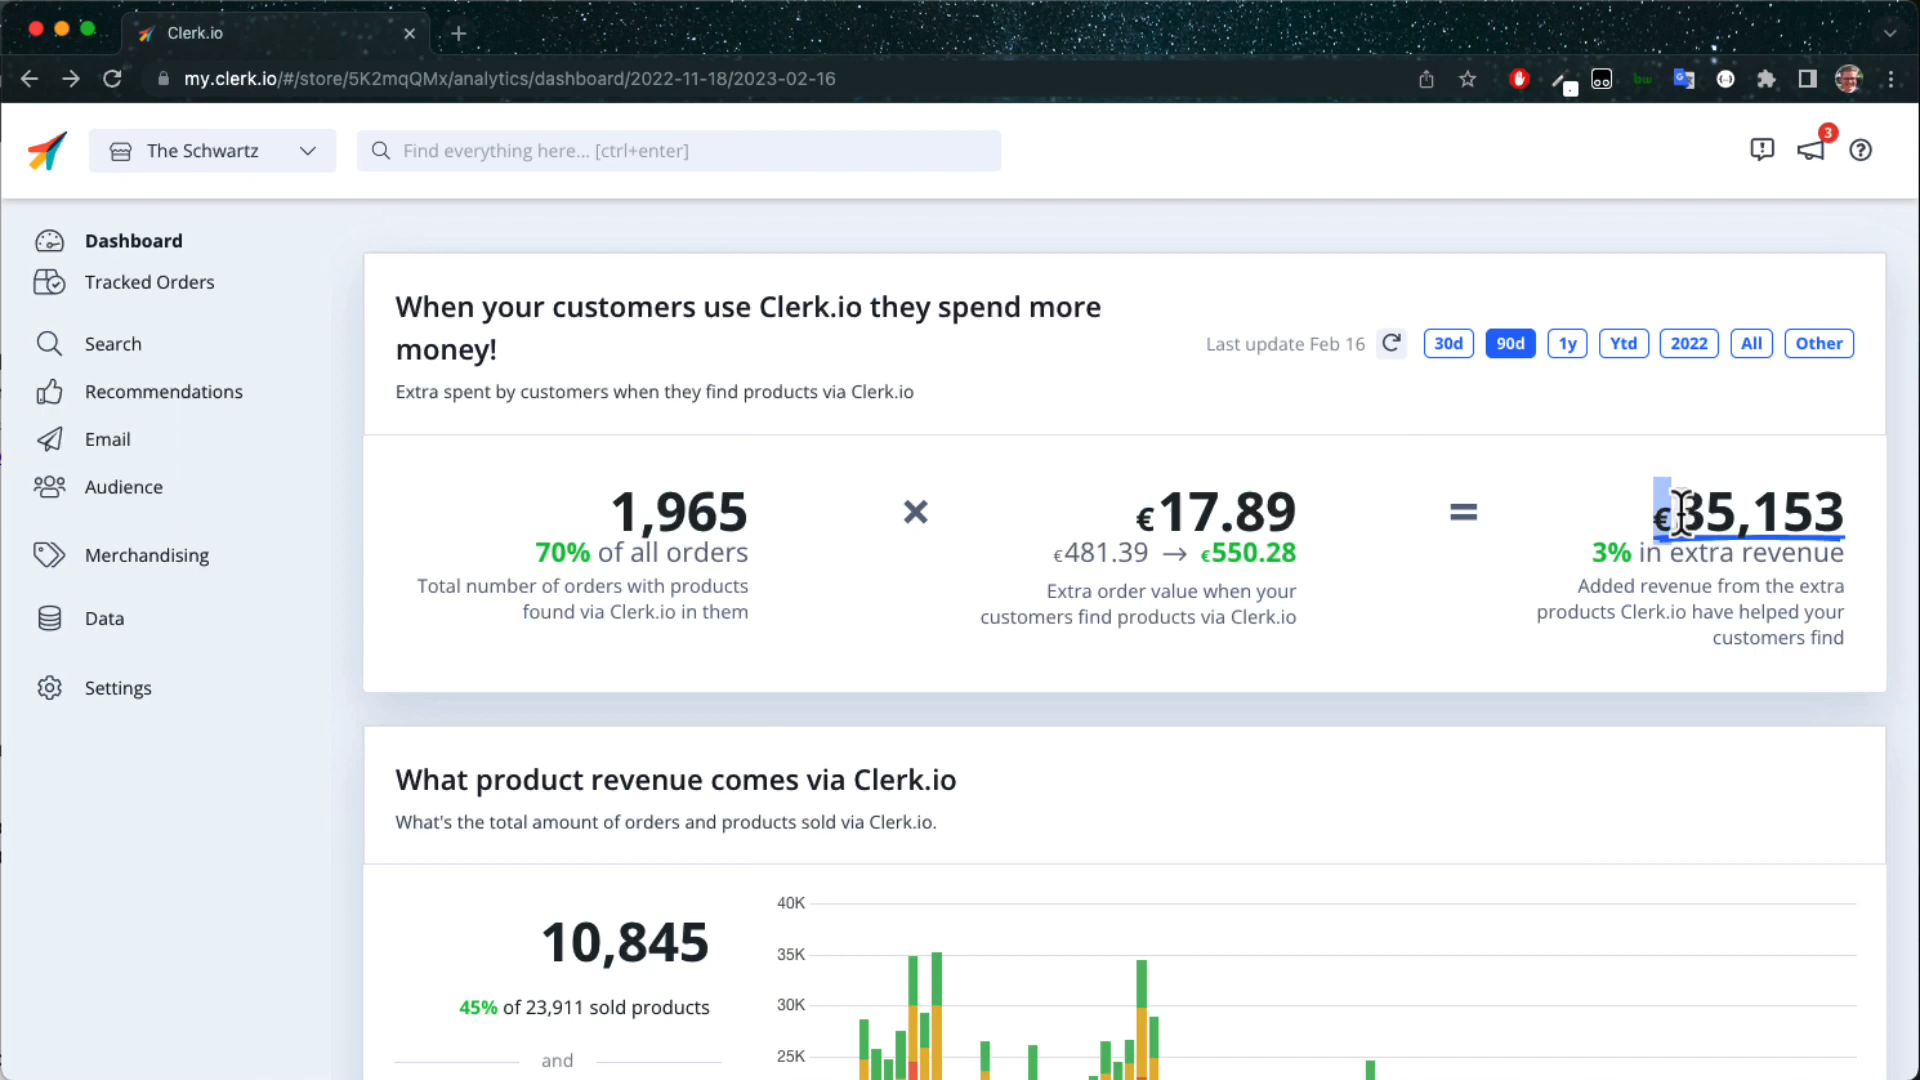 Clerk.io
my.clerk.io/#/store/5K2mqQMx/analytics/dashboard/2022-11-18/2023-02-16
The Schwartz
Find everything here... [ctrl+enter]
3
Dashboard
Tracked Orders
Search
Recommendations
Email
Audience
Merchandising
Data
Settings
When your customers use Clerk.io they spend more
money!
Extra spent by customers when they find products via Clerk.io
Last update Feb 16
30d
90d
1y
Ytd
2022
All
Other
1,965
70% of all orders
Total number of orders with products
found via Clerk.io in them
×
€17.89
€481.39 → €550.28
Extra order value when your
customers find products via Clerk.io
=
€35,153
3% in extra revenue
Added revenue from the extra
products Clerk.io have helped your
customers find
What product revenue comes via Clerk.io
What's the total amount of orders and products sold via Clerk.io.
10,845
45% of 23,911 sold products
and
40K
35K
30K
25K